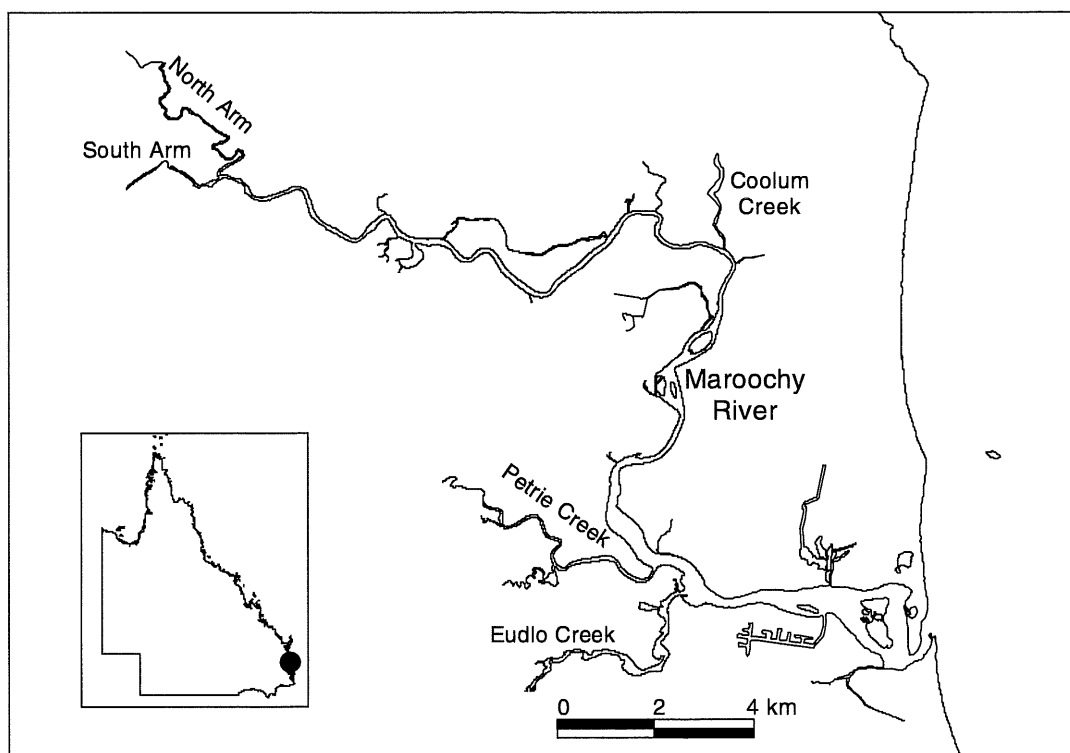 North Arm
South Arm
Coolum
Creek
Maroochy
River
Petrie Creek
Eudlo Creek
0 2 4 km